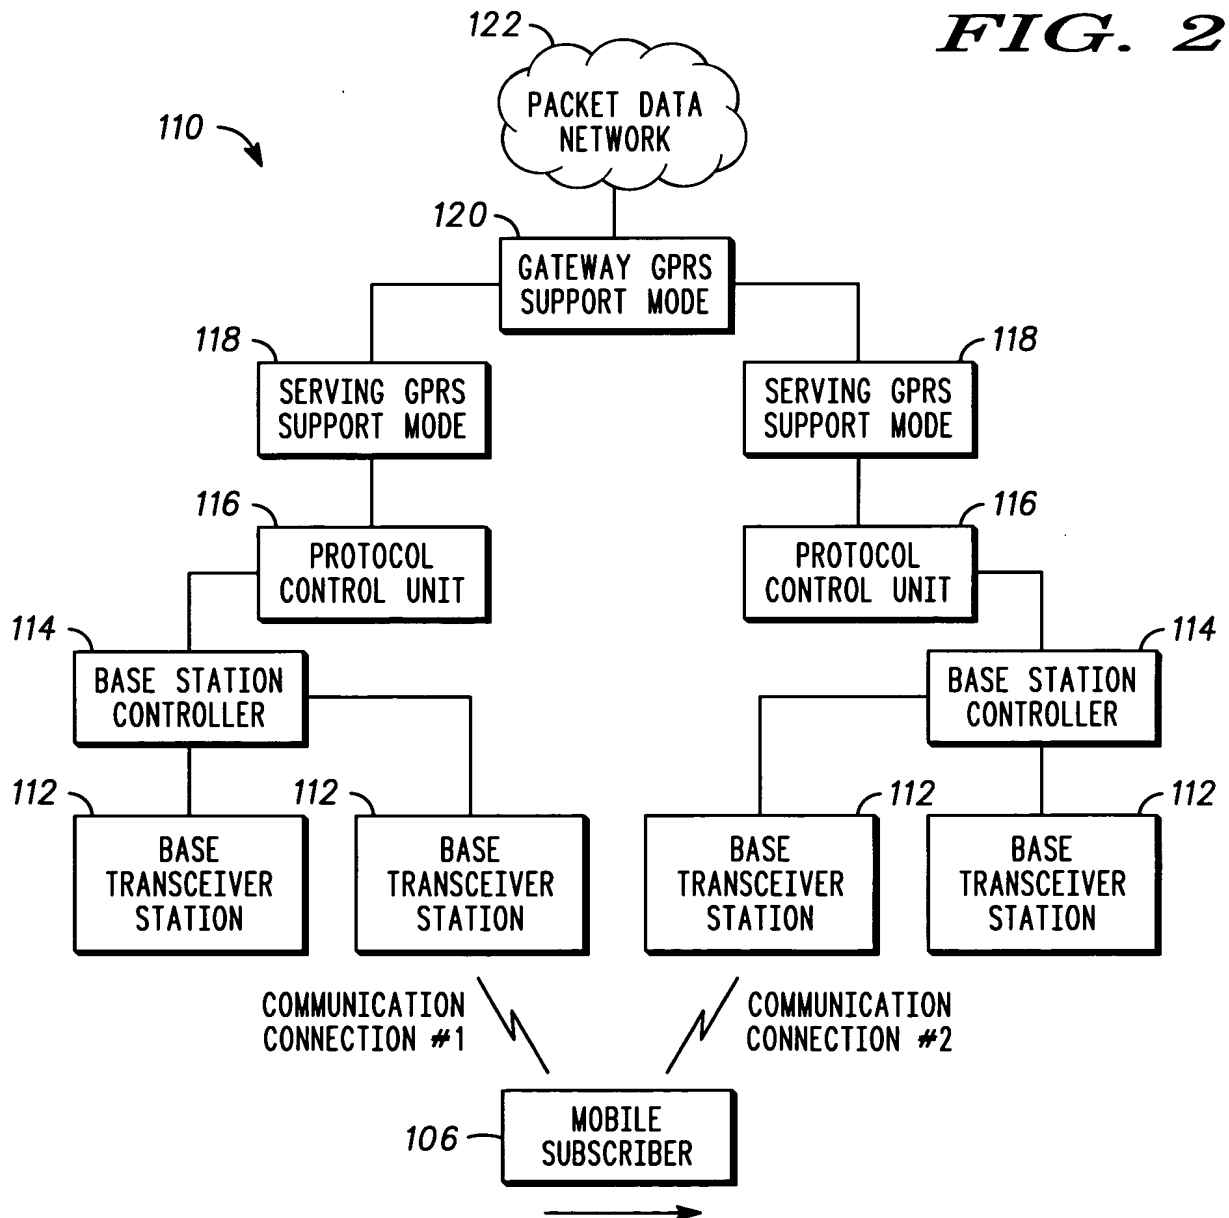 FIG. 2
122
PACKET DATA
NETWORK
110
120
GATEWAY GPRS
SUPPORT MODE
118
SERVING GPRS
SUPPORT MODE
118
SERVING GPRS
SUPPORT MODE
116
PROTOCOL
CONTROL UNIT
116
PROTOCOL
CONTROL UNIT
114
BASE STATION
CONTROLLER
114
BASE STATION
CONTROLLER
112
BASE
TRANSCEIVER
STATION
112
BASE
TRANSCEIVER
STATION
112
BASE
TRANSCEIVER
STATION
112
BASE
TRANSCEIVER
STATION
COMMUNICATION
CONNECTION #1
COMMUNICATION
CONNECTION #2
106
MOBILE
SUBSCRIBER